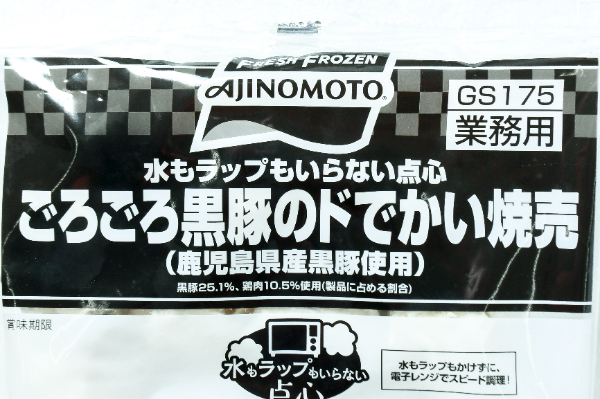 FRESH FROZEN
AJINOMOTO®
GS175
業務用
水もラップもいらない点心
ごろごろ黒豚のドでかい焼売
(鹿児島県産黒豚使用)
黒豚25.1%、鶏肉10.5%使用(製品に占める割合)
賞味期限
水もラップもいらない
点心
水もラップもかけずに、
電子レンジでスピード調理!